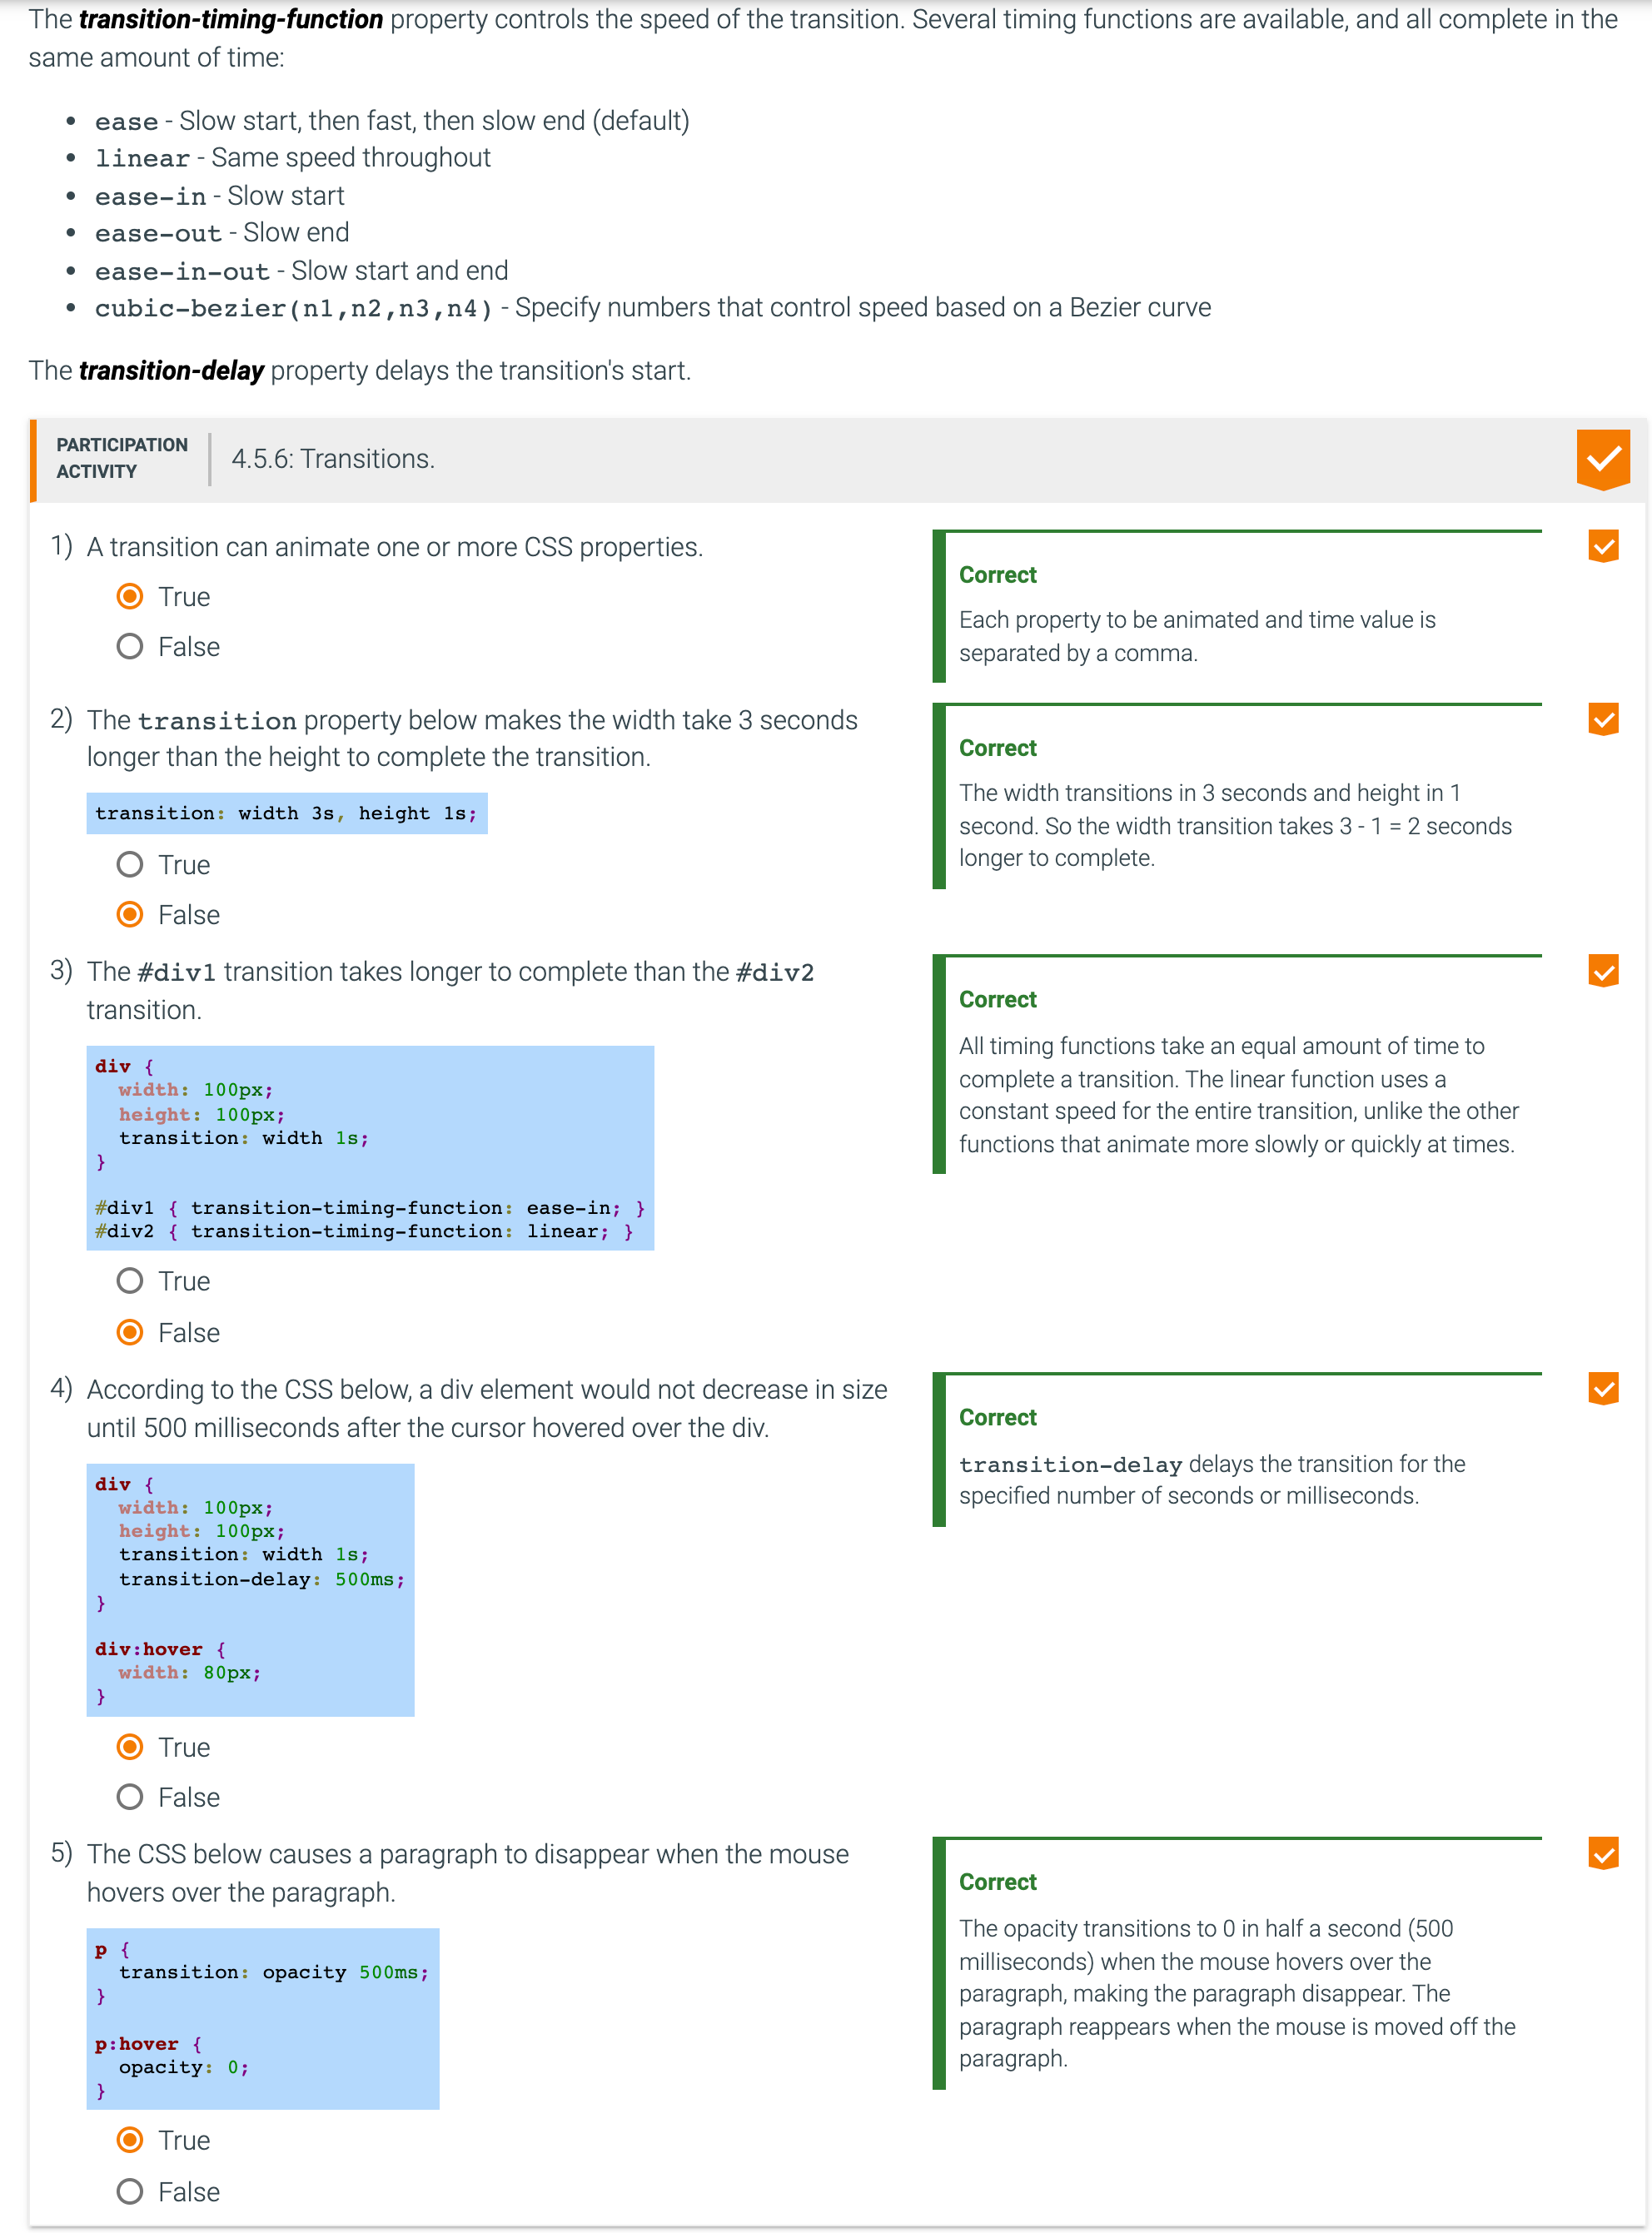 The transition-timing-function property controls the speed of the transition. Several timing functions are available, and all complete in the
same amount of time:
• ease - Slow start, then fast, then slow end (default)
• linear - Same speed throughout
• ease-in - Slow start
• ease-out - Slow end
• ease-in-out - Slow start and end
• cubic-bezier(n1,n2,n3,n4) - Specify numbers that control speed based on a Bezier curve
The transition-delay property delays the transition's start.
PARTICIPATION
ACTIVITY
4.5.6: Transitions.
1) A transition can animate one or more CSS properties.
True
False
Correct
Each property to be animated and time value is
separated by a comma.
2) The transition property below makes the width take 3 seconds
longer than the height to complete the transition.
transition: width 3s, height 1s;
True
False
Correct
The width transitions in 3 seconds and height in 1
second. So the width transition takes 3 - 1 = 2 seconds
longer to complete.
3) The #div1 transition takes longer to complete than the #div2
transition.
div {
  width: 100px;
  height: 100px;
  transition: width 1s;
}
#div1 { transition-timing-function: ease-in; }
#div2 { transition-timing-function: linear; }
True
False
Correct
All timing functions take an equal amount of time to
complete a transition. The linear function uses a
constant speed for the entire transition, unlike the other
functions that animate more slowly or quickly at times.
4) According to the CSS below, a div element would not decrease in size
until 500 milliseconds after the cursor hovered over the div.
div {
  width: 100px;
  height: 100px;
  transition: width 1s;
  transition-delay: 500ms;
}
div:hover {
  width: 80px;
}
True
False
Correct
transition-delay delays the transition for the
specified number of seconds or milliseconds.
5) The CSS below causes a paragraph to disappear when the mouse
hovers over the paragraph.
p {
  transition: opacity 500ms;
}
p:hover {
  opacity: 0;
}
True
False
Correct
The opacity transitions to 0 in half a second (500
milliseconds) when the mouse hovers over the
paragraph, making the paragraph disappear. The
paragraph reappears when the mouse is moved off the
paragraph.